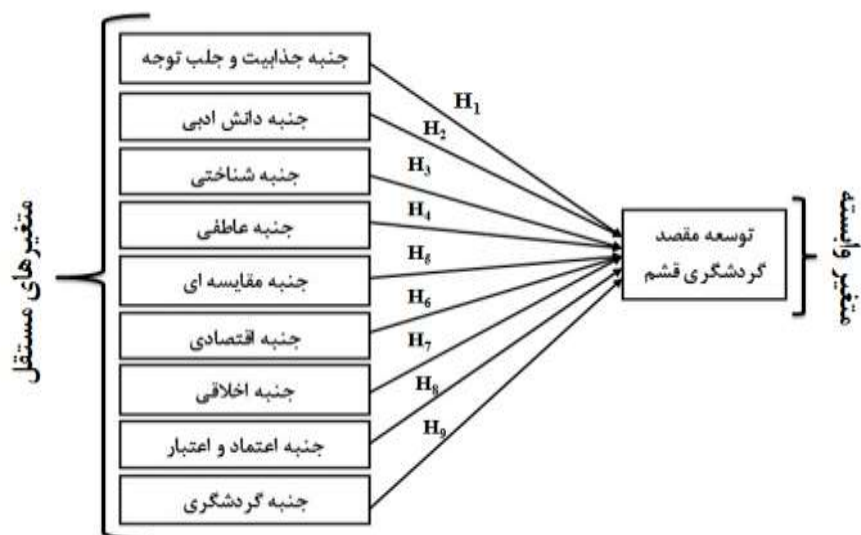 متغیرهای مستقل
جنبه جذابیت و جلب توجه
جنبه دانش ادبی
جنبه شناختی
جنبه عاطفی
جنبه مقایسه ای
جنبه اقتصادی
جنبه اخلاقی
جنبه اعتماد و اعتبار
جنبه گردشگری
H1
H2
H3
H4
H5
H6
H7
H8
H9
توسعه مقصد
گردشگری قشم
متغیر وابسته